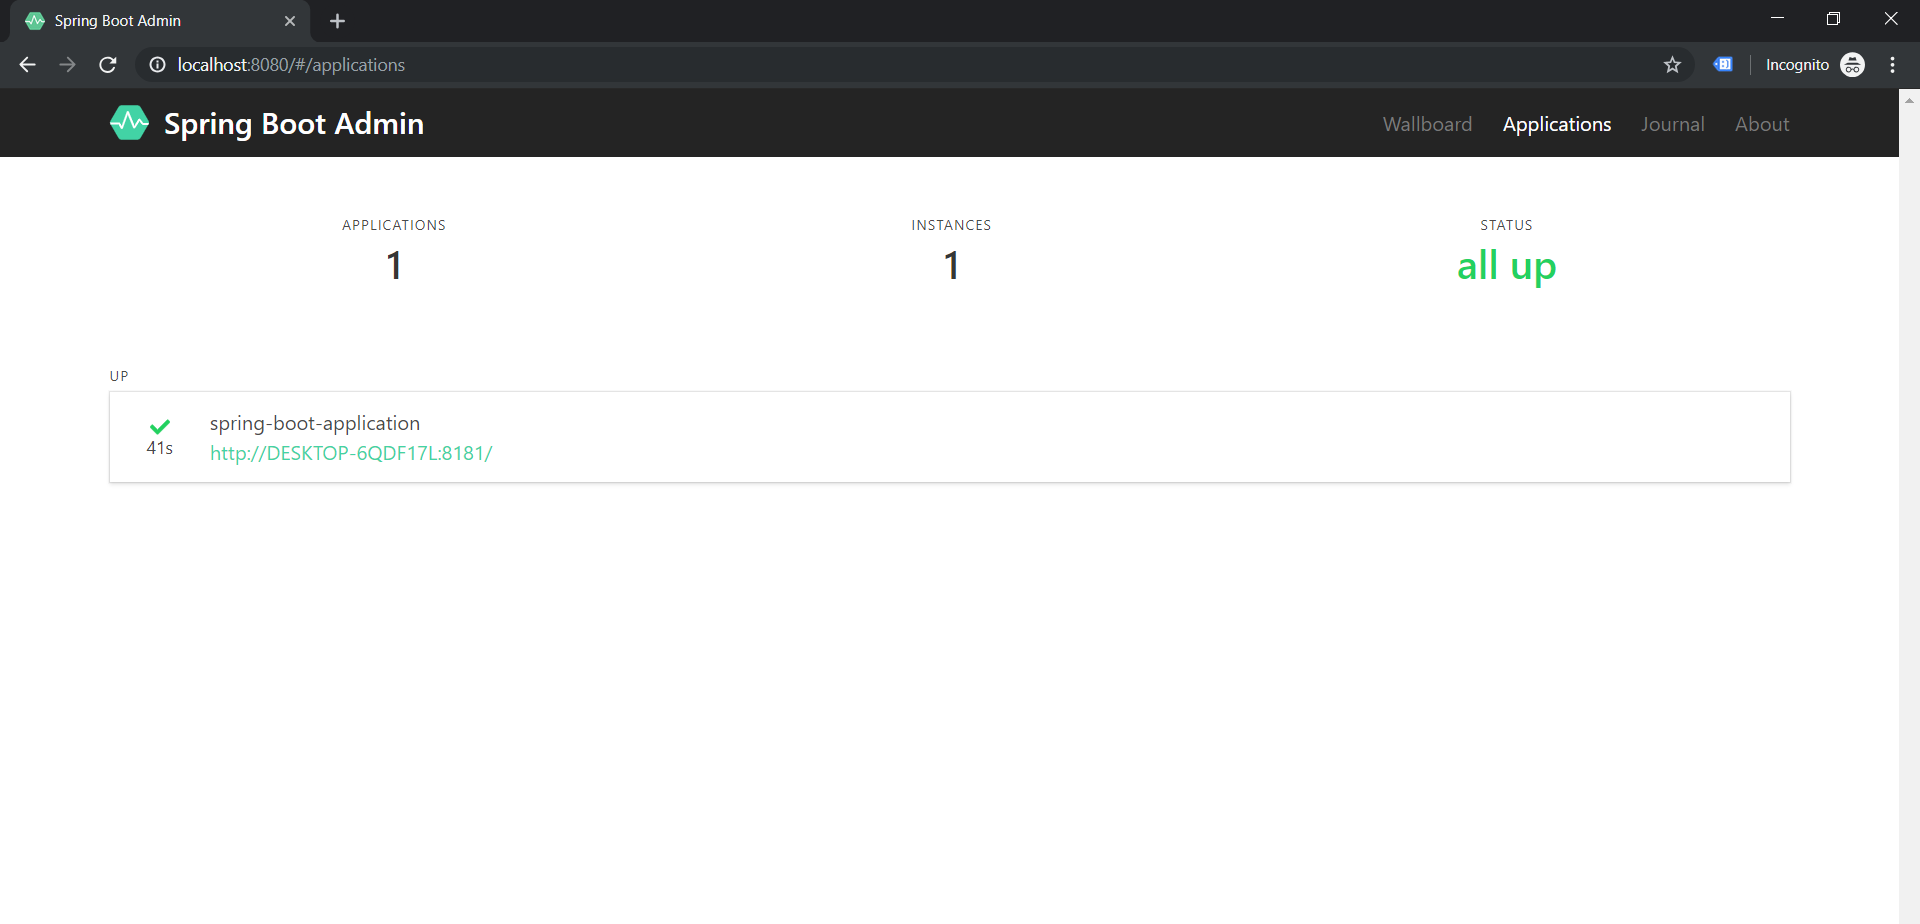 Spring Boot Admin
localhost:8080/#/applications
Incognito
Spring Boot Admin
Wallboard Applications Journal About
APPLICATIONS
1
INSTANCES
1
STATUS
all up
UP
spring-boot-application
41s
http://DESKTOP-6QDF17L:8181/